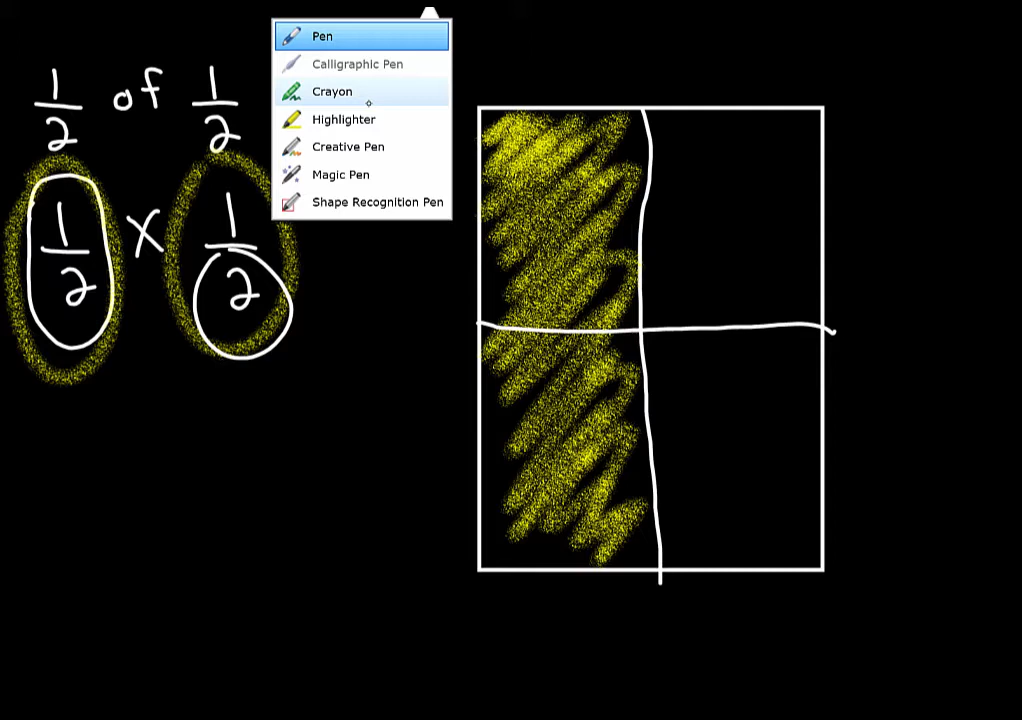 1/2 of 1/2
1/2 x 1/2
Pen
Calligraphic Pen
Crayon
Highlighter
Creative Pen
Magic Pen
Shape Recognition Pen